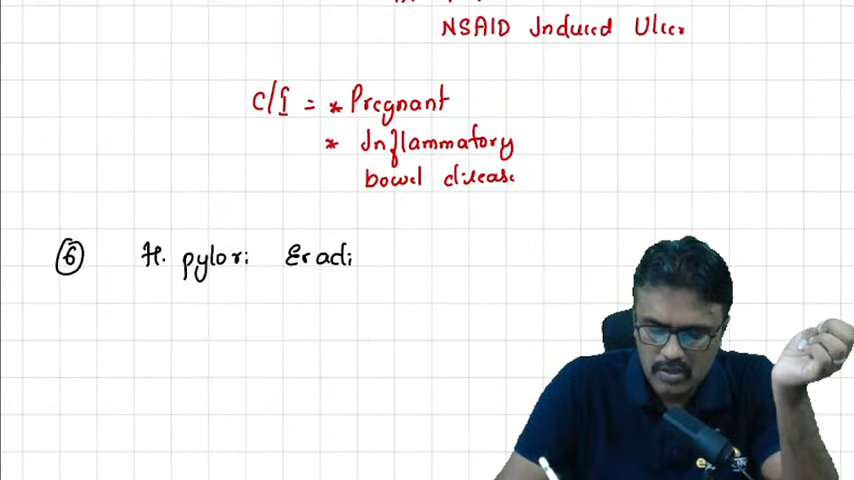 NSAID Induced Ulcer
C/I = * Pregnant
* Inflammatory
bowel disease
6 H. pylori Eradi